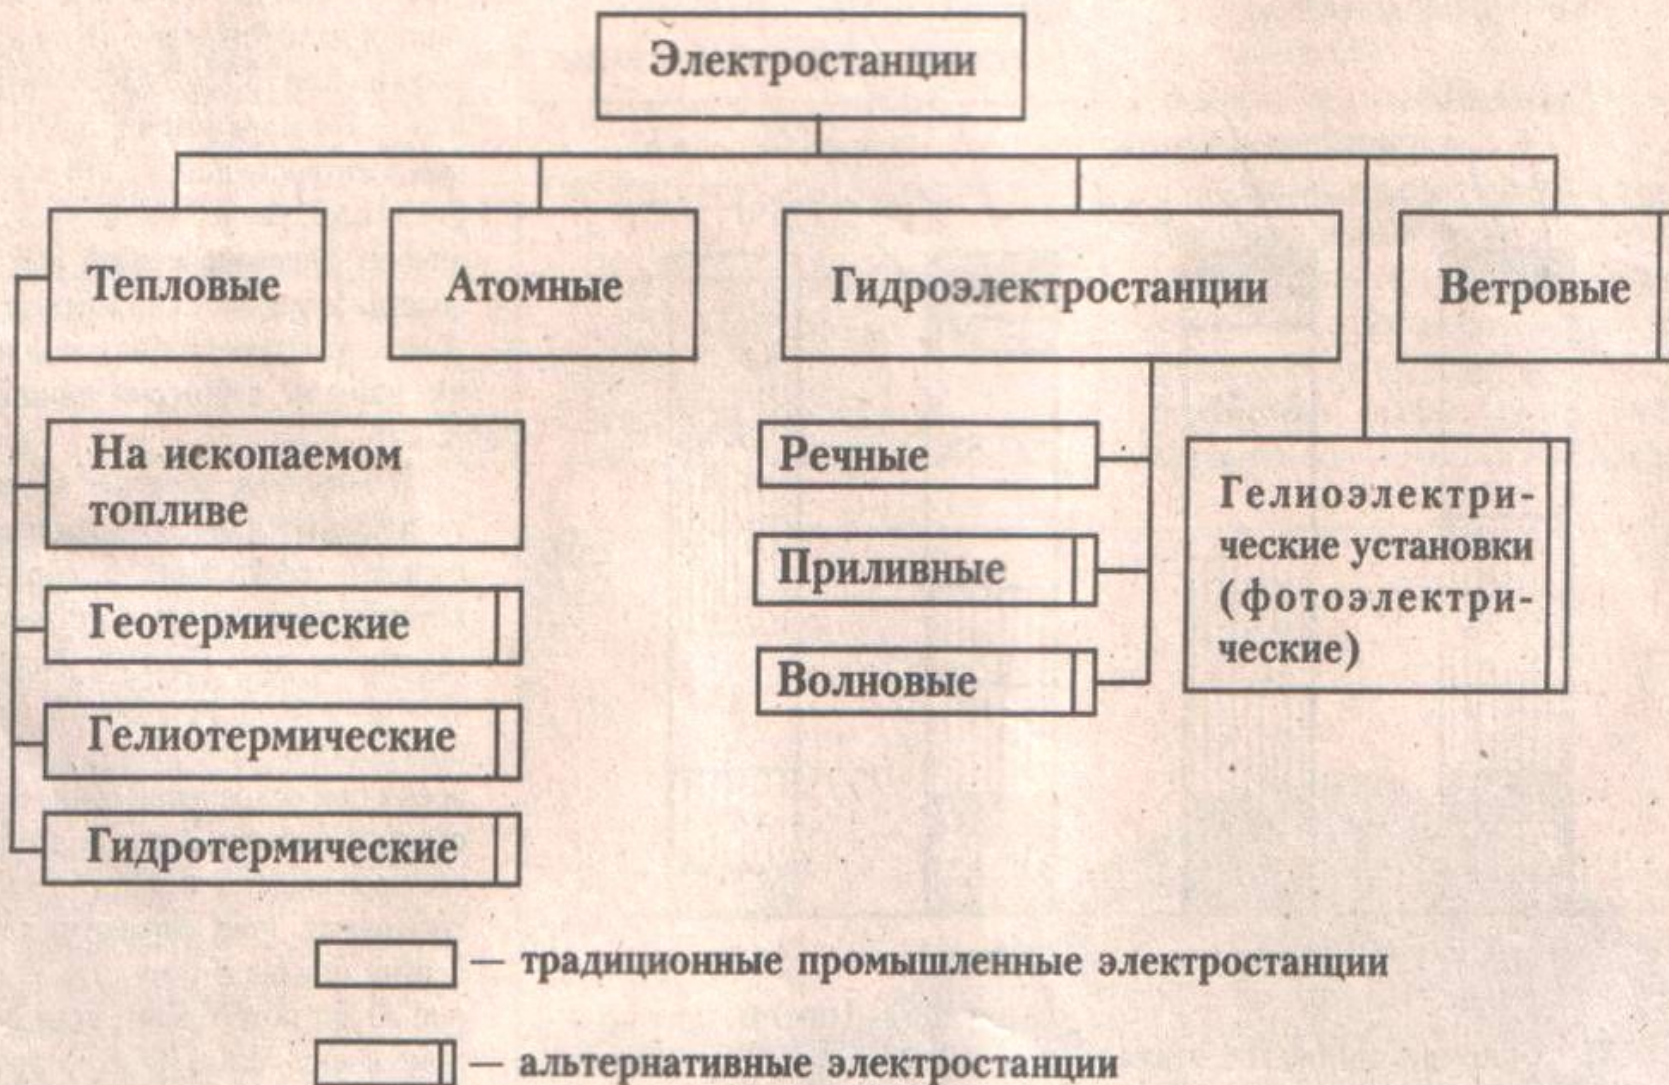 Электростанции
Тепловые
Атомные
Гидроэлектростанции
Ветровые
На ископаемом
топливе
Геотермические
Гелиотермические
Гидротермические
Речные
Приливные
Волновые
Гелиоэлектри-
ческие установки
(фотоэлектри-
ческие)
— традиционные промышленные электростанции
— альтернативные электростанции